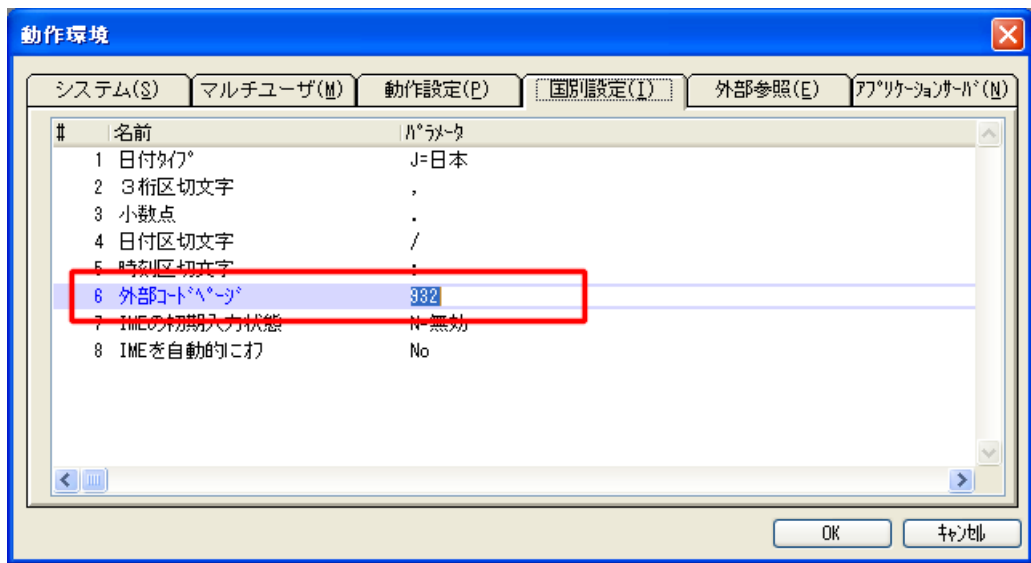 動作環境
システム(S) マルチユーザ(M) 動作設定(P) 国別設定(I) 外部参照(E) ｱﾌﾟﾘｹｰｼｮﾝｻｰﾊﾞ(N)
# 名前 ﾊﾟﾗﾒｰﾀ
1 日付ﾀｲﾌﾟ J=日本
2 ３桁区切文字 ,
3 小数点 .
4 日付区切文字 /
5 時刻区切文字 :
6 外部ｺｰﾄﾞﾍﾟｰｼﾞ 932
7 IMEの初期入力状態 N=無効
8 IMEを自動的にｵﾌ No
OK ｷｬﾝｾﾙ